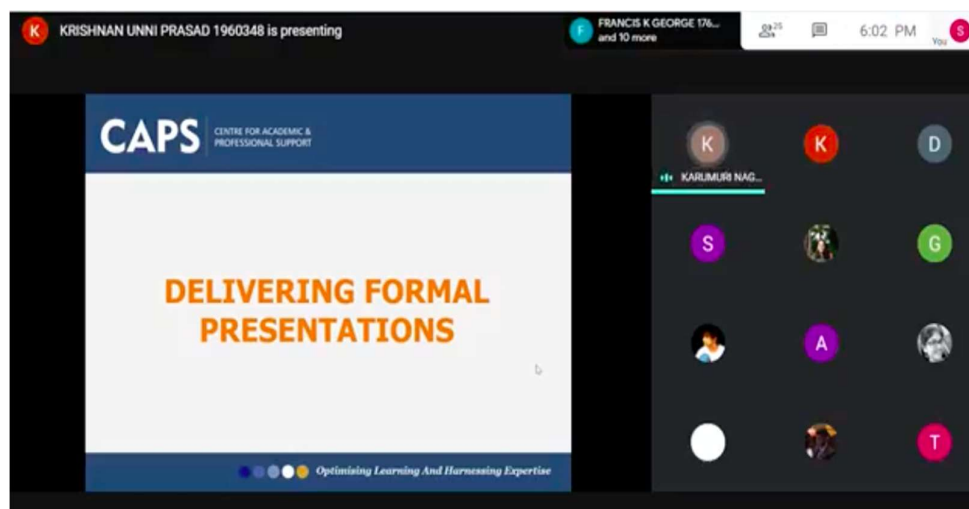 K KRISHNAN UNNI PRASAD 1960348 is presenting
F FRANCIS K GEORGE 176...
and 10 more
25
6:02 PM
You S
CAPS CENTRE FOR ACADEMIC &
PROFESSIONAL SUPPORT
DELIVERING FORMAL
PRESENTATIONS
Optimising Learning And Harnessing Expertise
K K D
KARUMURI NAG...
S G
A
T